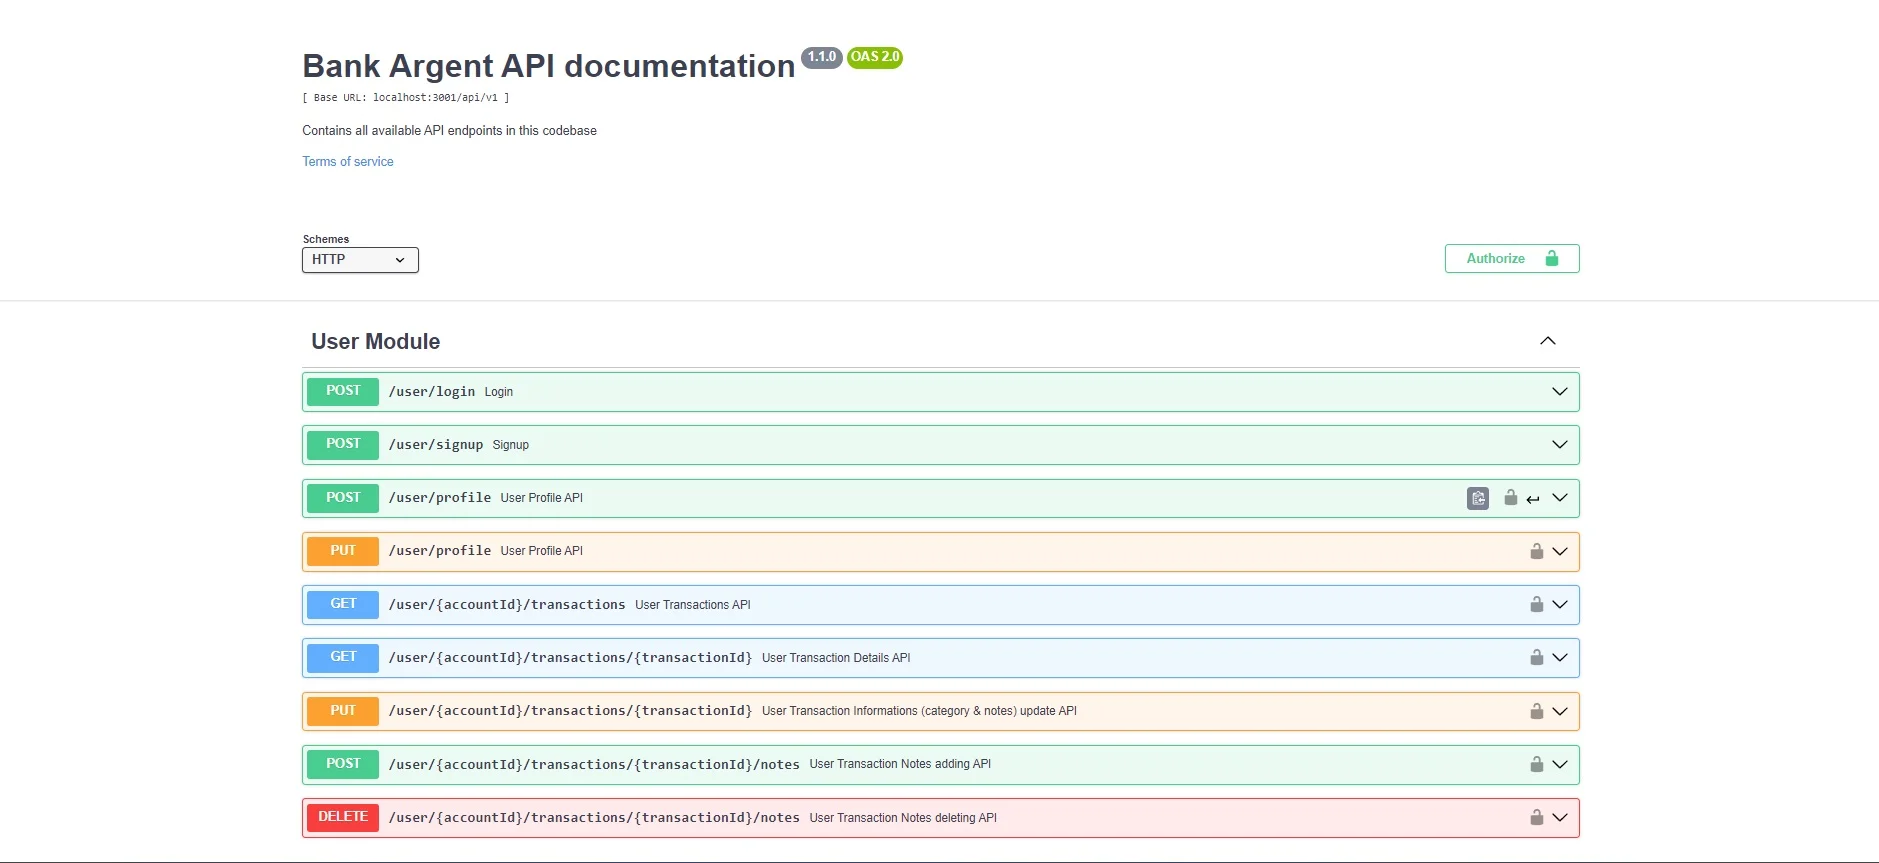 Bank Argent API documentation 1.1.0 OAS 2.0
[ Base URL: localhost:3001/api/v1 ]
Contains all available API endpoints in this codebase
Terms of service
Schemes
HTTP
Authorize
User Module
POST /user/login Login
POST /user/signup Signup
POST /user/profile User Profile API
PUT /user/profile User Profile API
GET /user/{accountId}/transactions User Transactions API
GET /user/{accountId}/transactions/{transactionId} User Transaction Details API
PUT /user/{accountId}/transactions/{transactionId} User Transaction Informations (category & notes) update API
POST /user/{accountId}/transactions/{transactionId}/notes User Transaction Notes adding API
DELETE /user/{accountId}/transactions/{transactionId}/notes User Transaction Notes deleting API